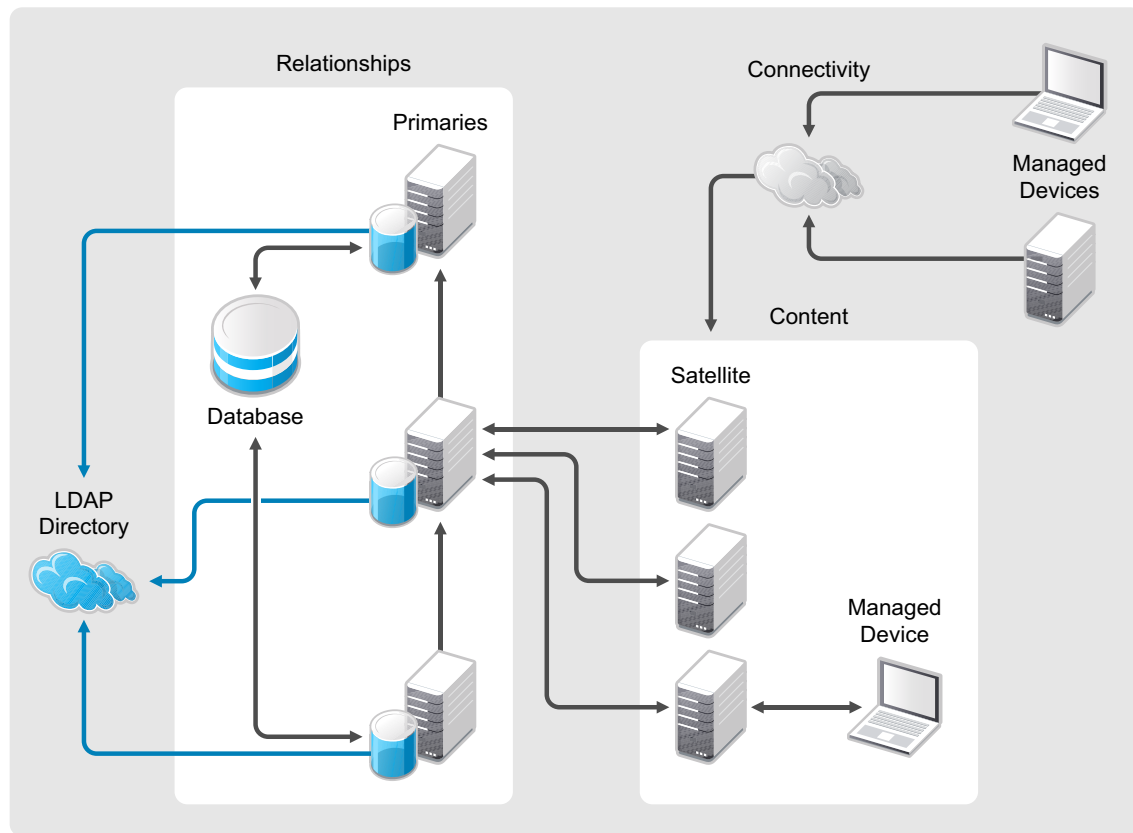 Relationships
Primaries
Database
LDAP
Directory
Connectivity
Managed
Devices
Content
Satellite
Managed
Device